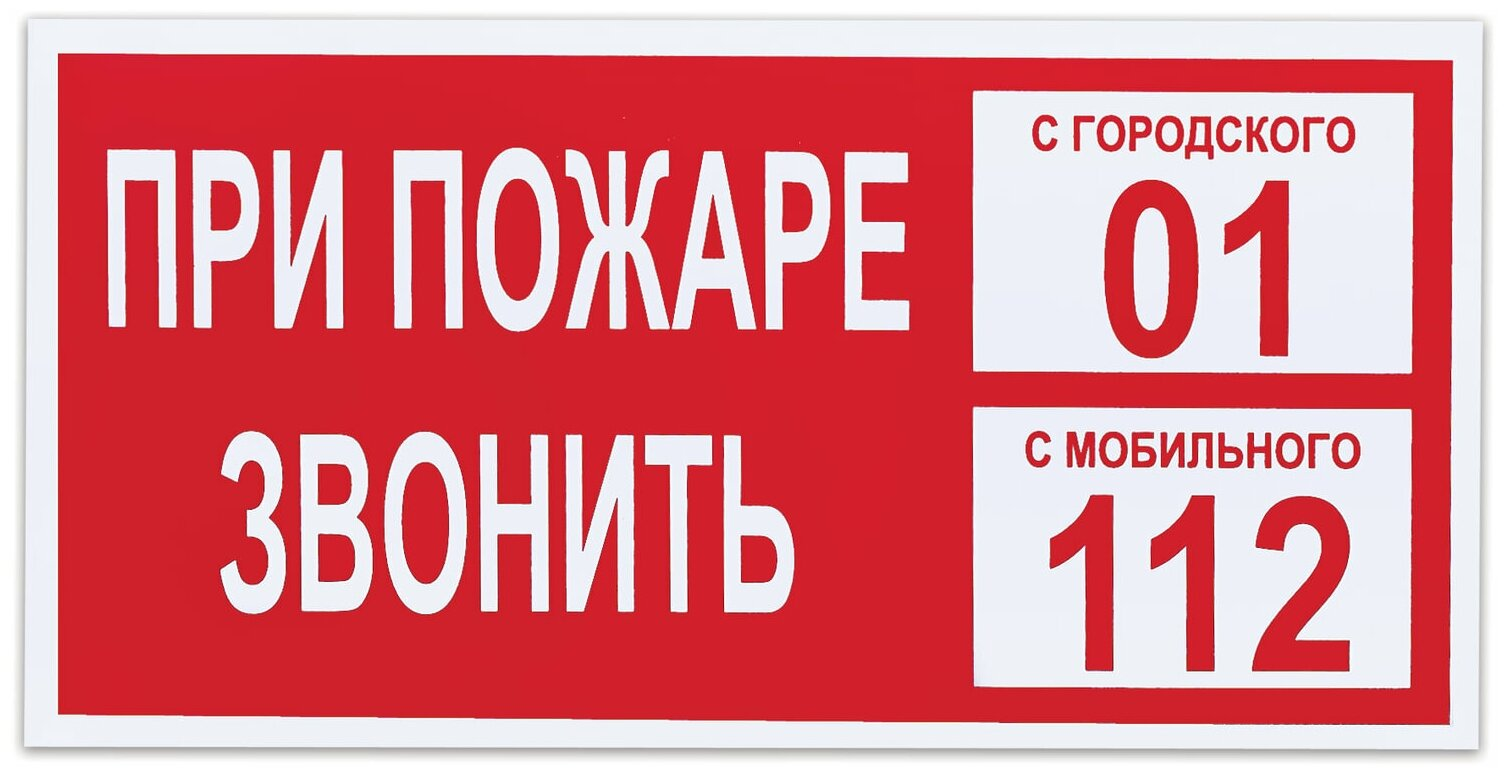 ПРИ ПОЖАРЕ
ЗВОНИТЬ
С ГОРОДСКОГО
01
С МОБИЛЬНОГО
112